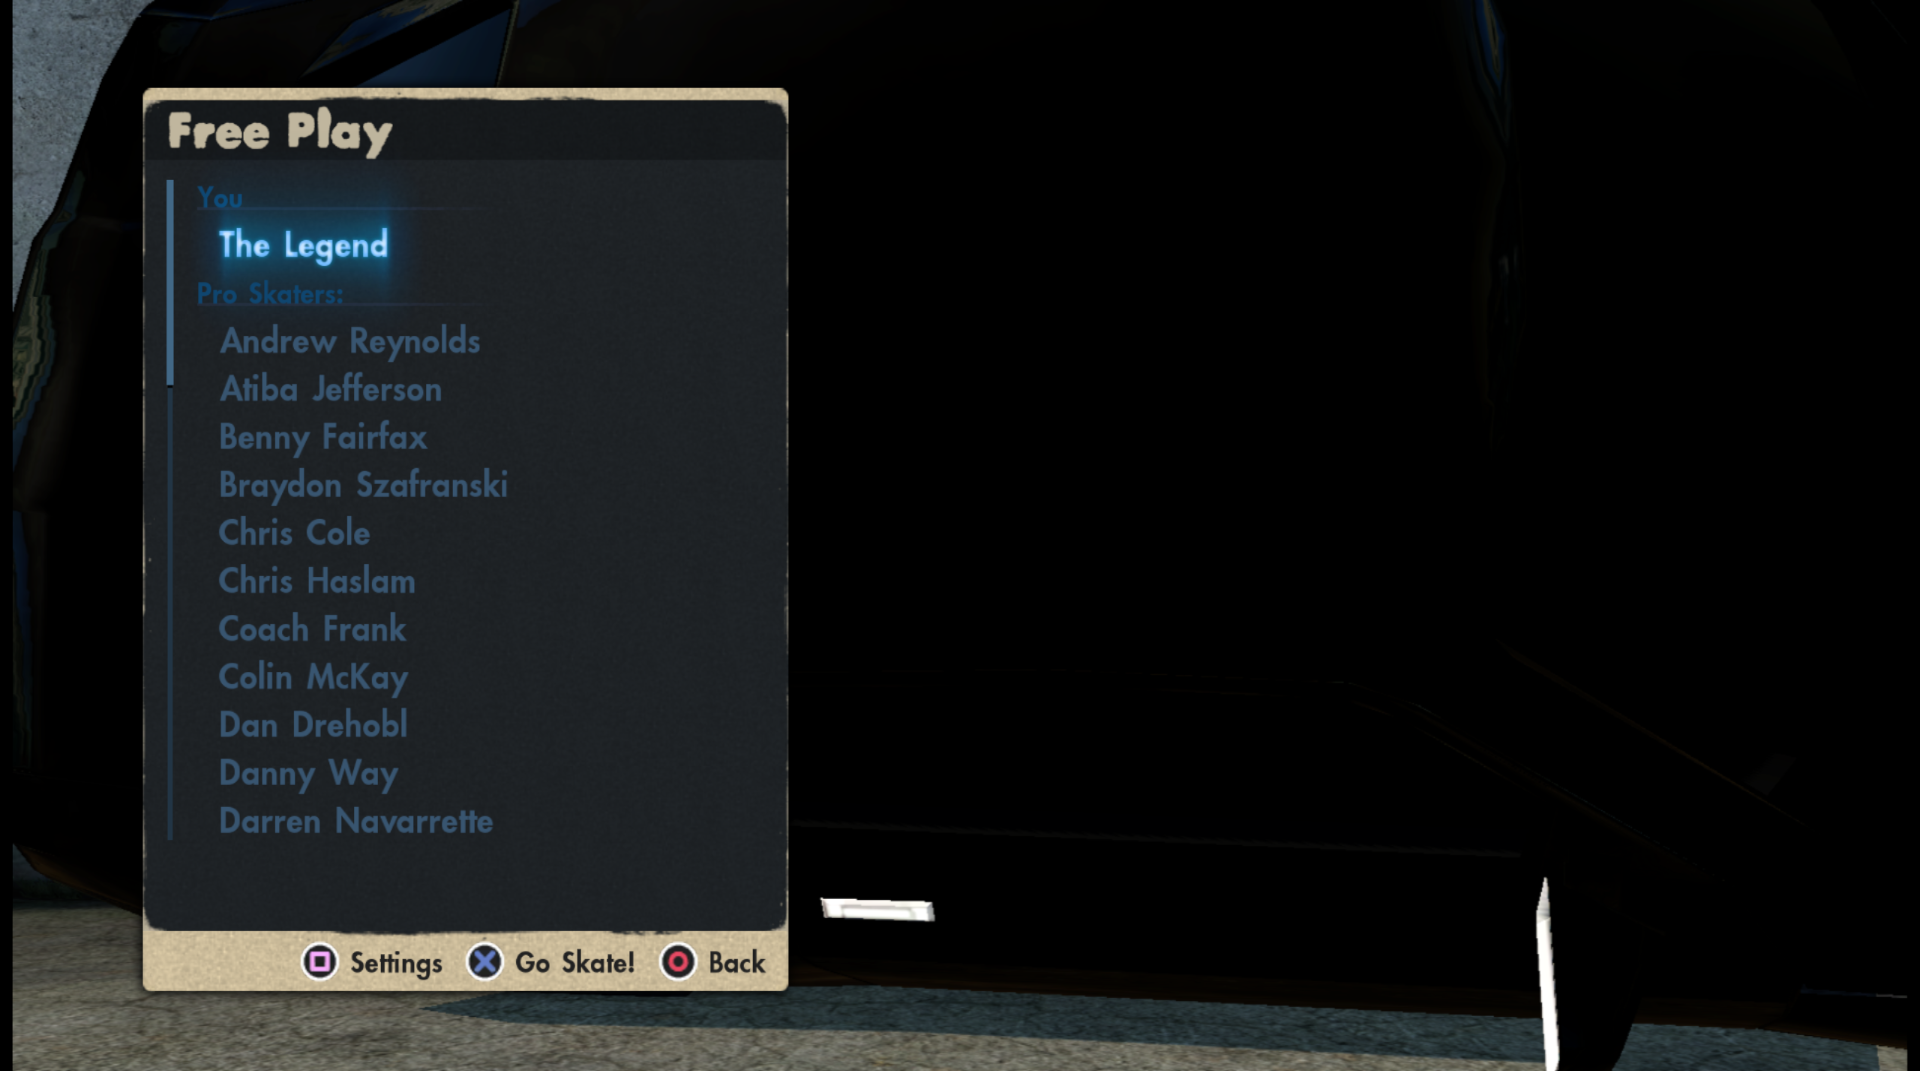 Free Play
You
The Legend
Pro Skaters:
Andrew Reynolds
Atiba Jefferson
Benny Fairfax
Braydon Szafranski
Chris Cole
Chris Haslam
Coach Frank
Colin McKay
Dan Drehobl
Danny Way
Darren Navarrette
Settings Go Skate! Back